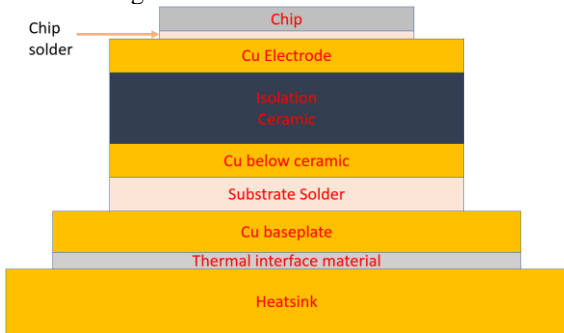 Chip
Chip
solder
Cu Electrode
Isolation
Ceramic
Cu below ceramic
Substrate Solder
Cu baseplate
Thermal interface material
Heatsink